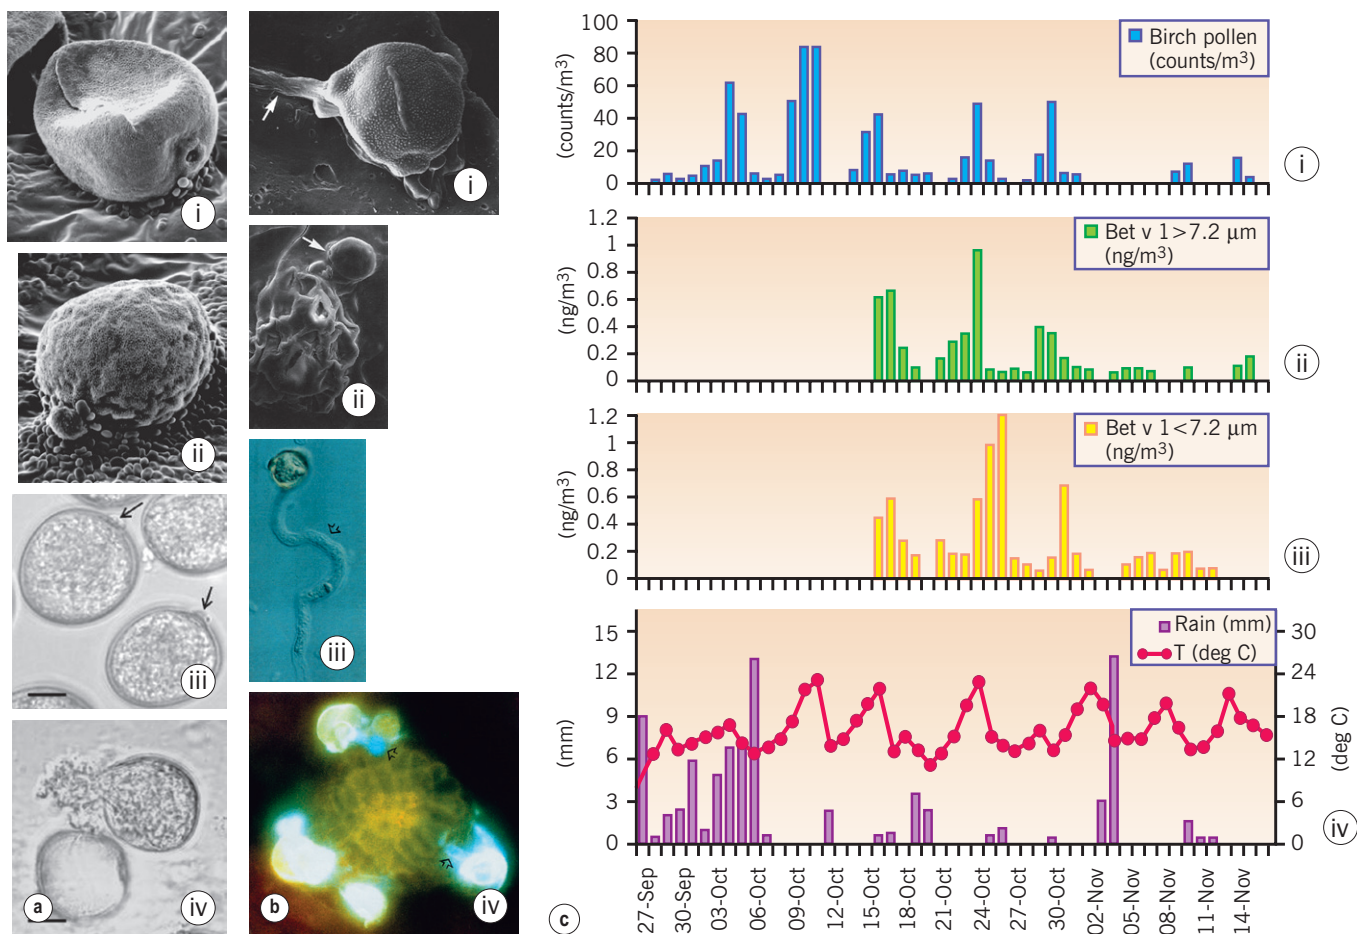 i
ii
iii
iv
a
i
ii
iii
iv
b
100
80
60
40
20
0
(counts/m³)
Birch pollen
(counts/m³)
i
1.2
1
0.8
0.6
0.4
0.2
0
(ng/m³)
Bet v 1>7.2 µm
(ng/m³)
ii
1.2
1
0.8
0.6
0.4
0.2
0
(ng/m³)
Bet v 1<7.2 µm
(ng/m³)
iii
15
12
9
6
3
0
(mm)
Rain (mm)
T (deg C)
30
24
18
12
6
0
(deg C)
iv
27-Sep
30-Sep
03-Oct
06-Oct
09-Oct
12-Oct
15-Oct
18-Oct
21-Oct
24-Oct
27-Oct
30-Oct
02-Nov
05-Nov
08-Nov
11-Nov
14-Nov
c